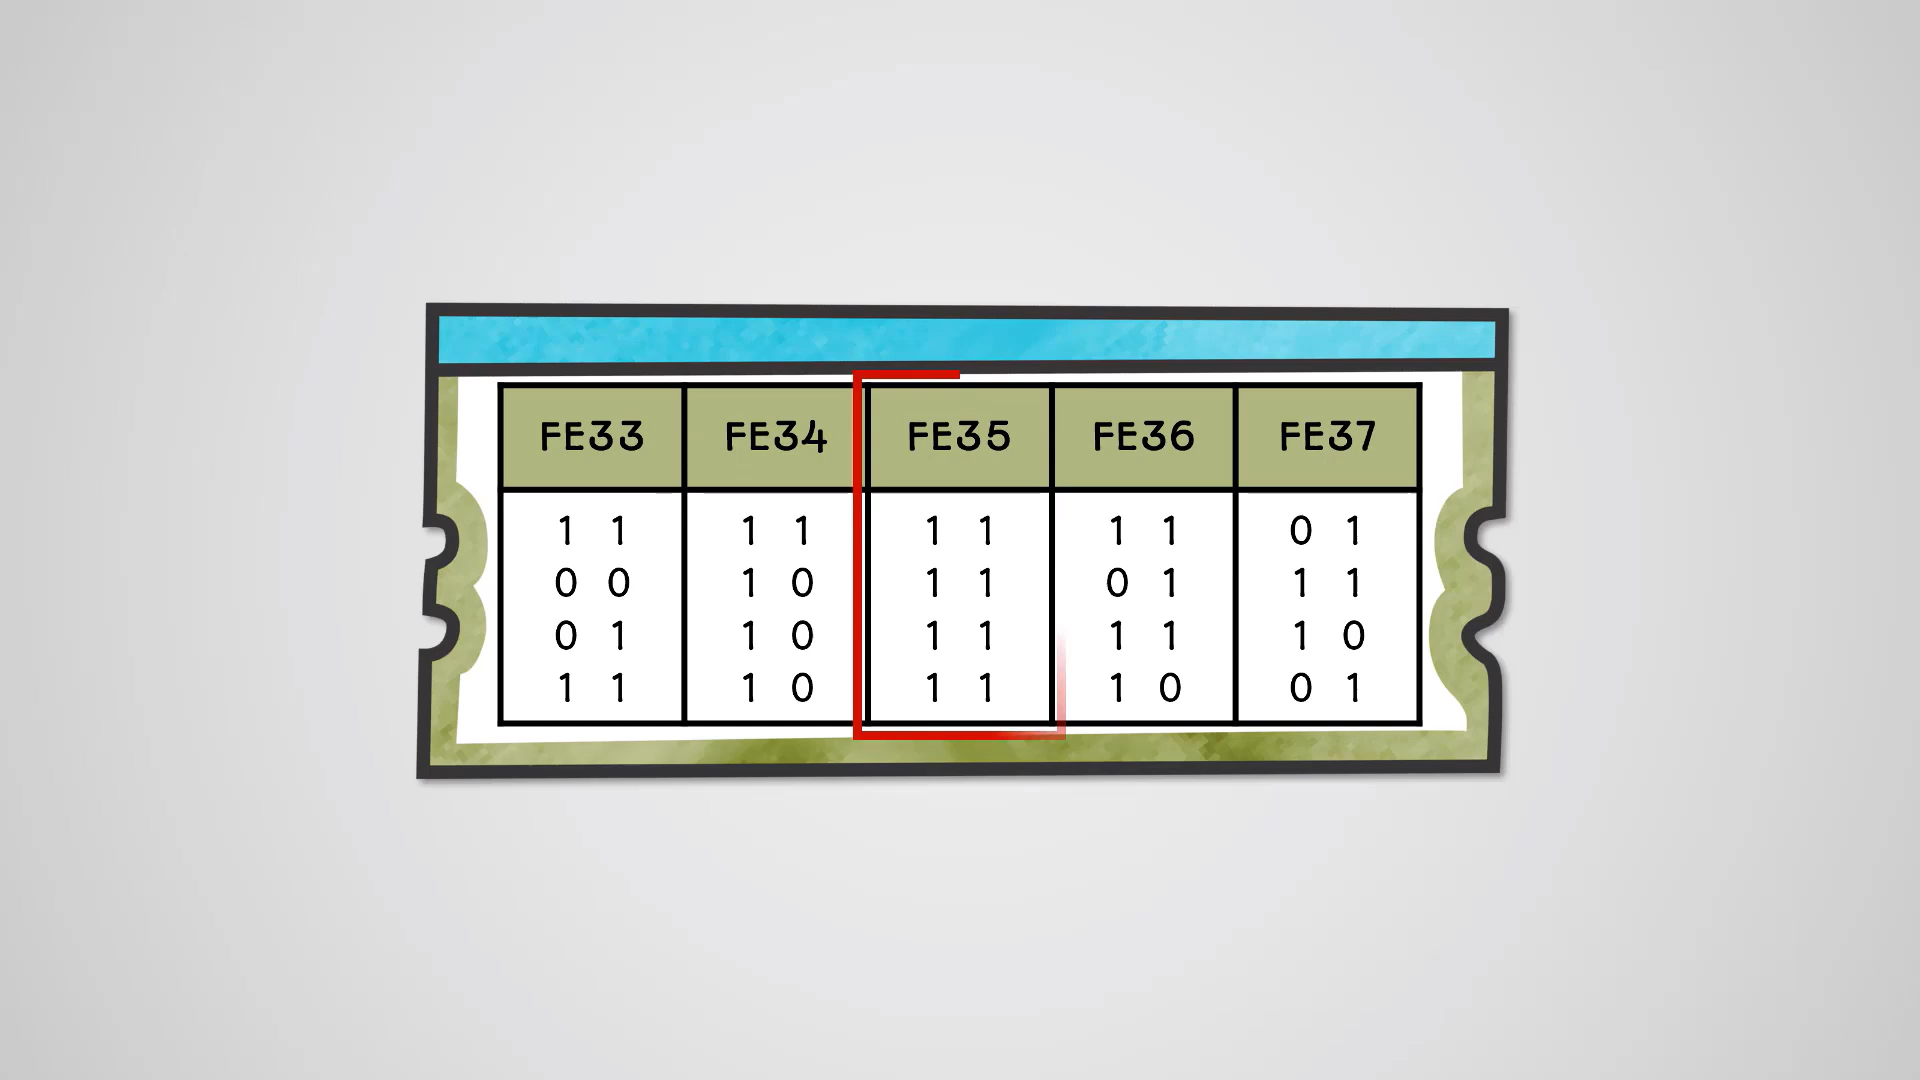 FE33 FE34 FE35 FE36 FE37
1 1 1 1 1 1 1 1 0 1
0 0 1 0 1 1 0 1 1 1
0 1 1 0 1 1 1 1 1 0
1 1 1 0 1 1 1 0 0 1